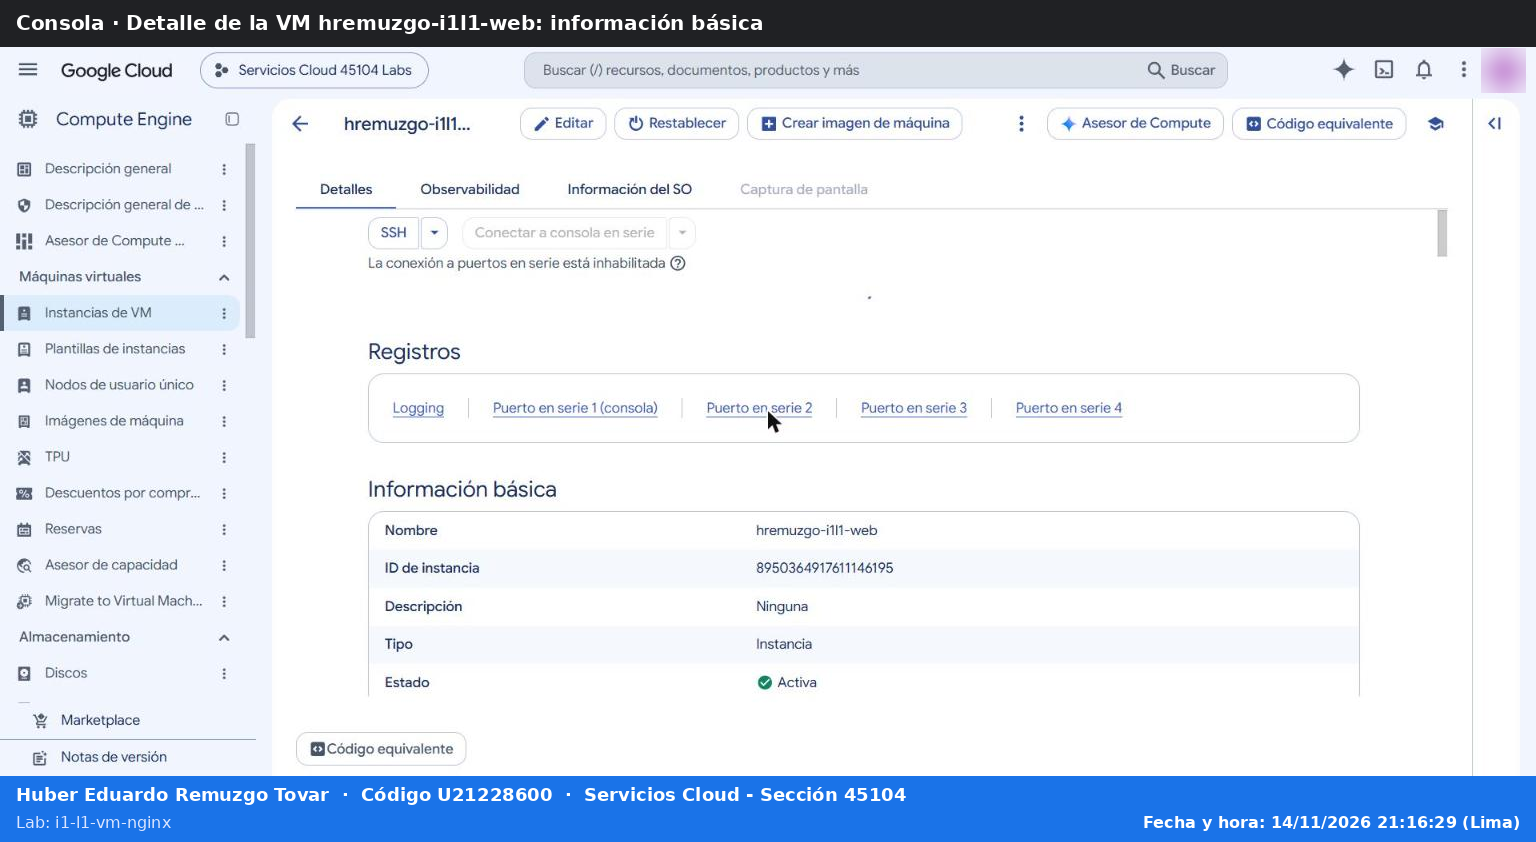 Consola · Detalle de la VM hremuzgo-i1l1-web: información básica
Google Cloud
Servicios Cloud 45104 Labs
Buscar (/) recursos, documentos, productos y más
Buscar
Compute Engine
hremuzgo-i1l1...
Editar
Restablecer
Crear imagen de máquina
Asesor de Compute
Código equivalente
Descripción general
Descripción general de ...
Asesor de Compute ...
Máquinas virtuales
Instancias de VM
Plantillas de instancias
Nodos de usuario único
Imágenes de máquina
TPU
Descuentos por compr...
Reservas
Asesor de capacidad
Migrate to Virtual Mach...
Almacenamiento
Discos
Marketplace
Notas de versión
Detalles
Observabilidad
Información del SO
Captura de pantalla
SSH
Conectar a consola en serie
La conexión a puertos en serie está inhabilitada
Registros
Logging
Puerto en serie 1 (consola)
Puerto en serie 2
Puerto en serie 3
Puerto en serie 4
Información básica
Nombre hremuzgo-i1l1-web
ID de instancia 8950364917611146195
Descripción Ninguna
Tipo Instancia
Estado Activa
Código equivalente
Huber Eduardo Remuzgo Tovar · Código U21228600 · Servicios Cloud - Sección 45104
Lab: i1-l1-vm-nginx
Fecha y hora: 14/11/2026 21:16:29 (Lima)